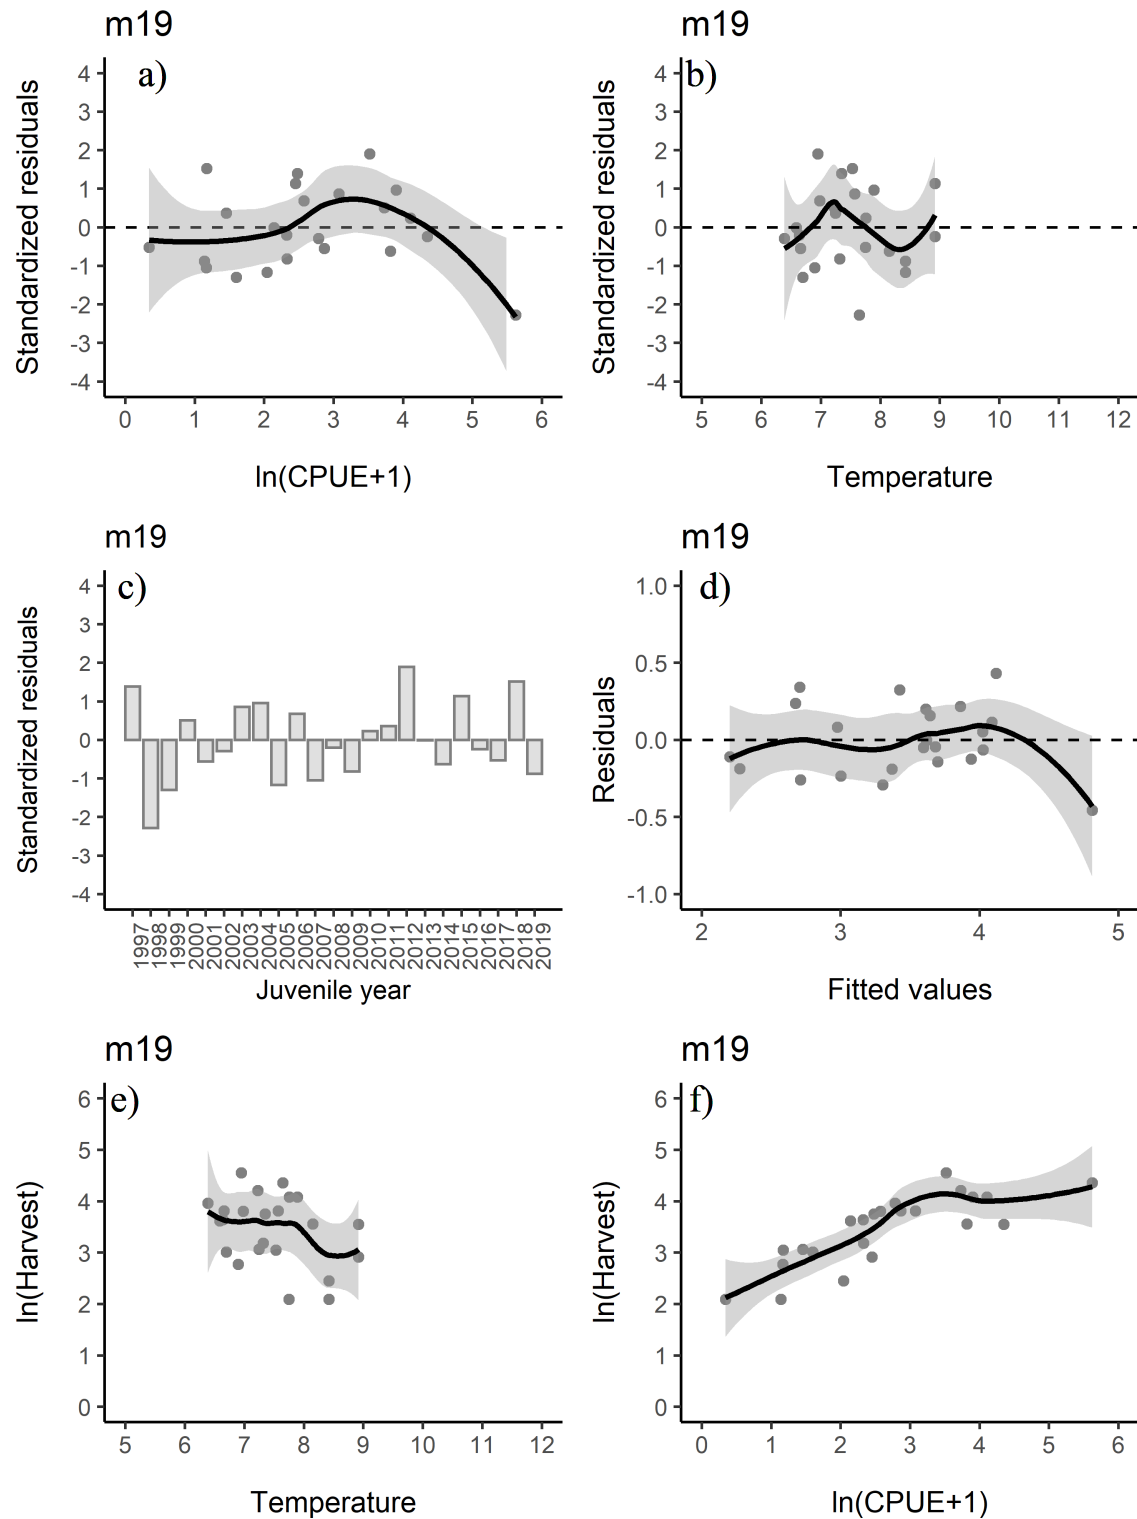 m19
a)
4
3
2
1
0
-1
-2
-3
-4
Standardized residuals
0 1 2 3 4 5 6
ln(CPUE+1)
m19
b)
4
3
2
1
0
-1
-2
-3
-4
Standardized residuals
5 6 7 8 9 10 11 12
Temperature
m19
c)
4
3
2
1
0
-1
-2
-3
-4
Standardized residuals
1997 1998 1999 2000 2001 2002 2003 2004 2005 2006 2007 2008 2009 2010 2011 2012 2013 2014 2015 2016 2017 2018 2019
Juvenile year
m19
d)
1.0
0.5
0.0
-0.5
-1.0
Residuals
2 3 4 5
Fitted values
m19
e)
6
5
4
3
2
1
0
ln(Harvest)
5 6 7 8 9 10 11 12
Temperature
m19
f)
6
5
4
3
2
1
0
ln(Harvest)
0 1 2 3 4 5 6
ln(CPUE+1)